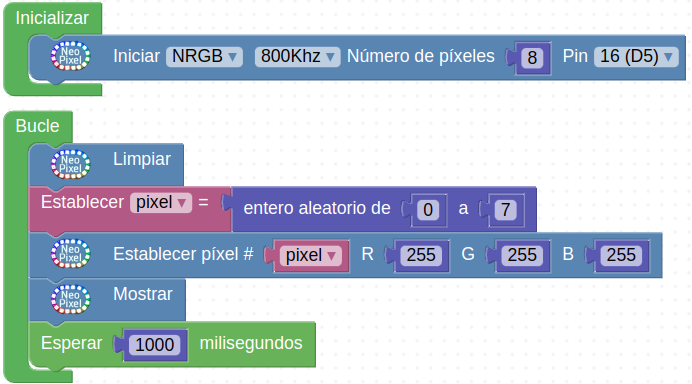 Inicializar
Neo Pixel Iniciar NRGB 800Khz Número de píxeles 8 Pin 16 (D5)
Bucle
Neo Pixel Limpiar
Establecer pixel = entero aleatorio de 0 a 7
Neo Pixel Establecer píxel # pixel R 255 G 255 B 255
Neo Pixel Mostrar
Esperar 1000 milisegundos